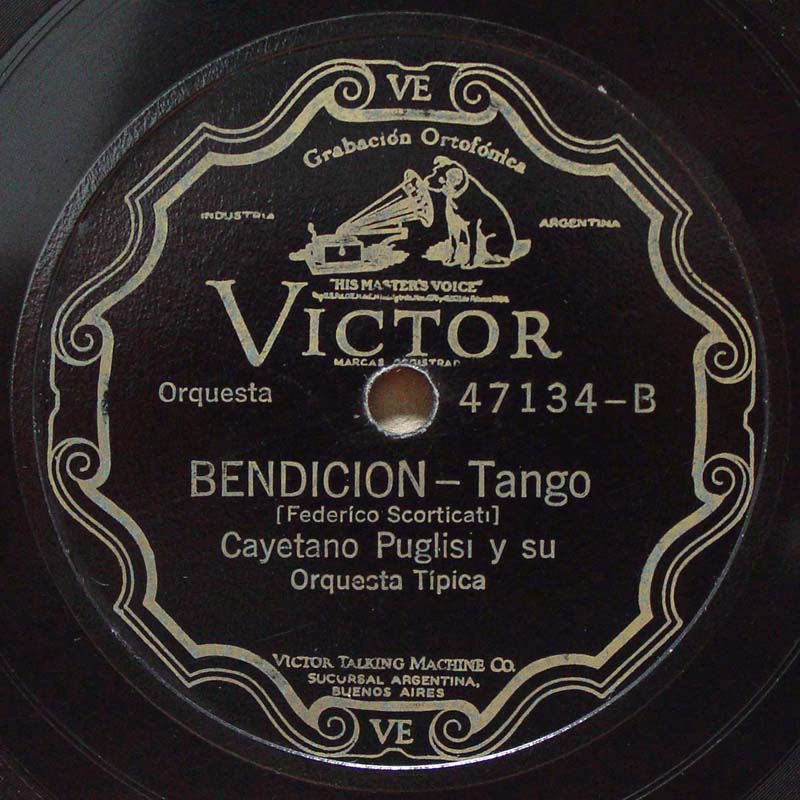 VE
Grabación Ortofónica
INDUSTRIA
ARGENTINA
"HIS MASTER'S VOICE"
VICTOR
MARCAS REGISTRAD
Orquesta
47134-B
BENDICION - Tango
[Federíco Scorticati]
Cayetano Puglisi y su
Orquesta Típica
VICTOR TALKING MACHINE CO.
SUCURSAL ARGENTINA,
BUENOS AIRES
VE